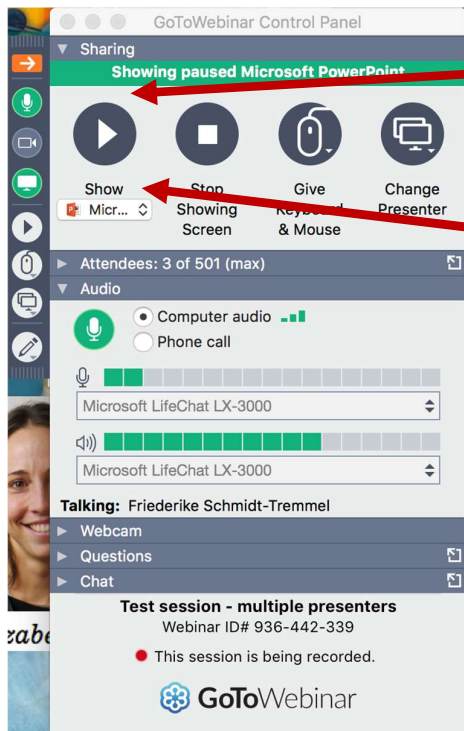 GoToWebinar Control Panel
Sharing
Showing paused Microsoft PowerPoint
Show
Micr...
Stop
Showing
Screen
Give
Keyboard
& Mouse
Change
Presenter
Attendees: 3 of 501 (max)
Audio
Computer audio
Phone call
Microsoft LifeChat LX-3000
Microsoft LifeChat LX-3000
Talking: Friederike Schmidt-Tremmel
Webcam
Questions
Chat
Test session - multiple presenters
Webinar ID# 936-442-339
This session is being recorded.
GoToWebinar
zabe